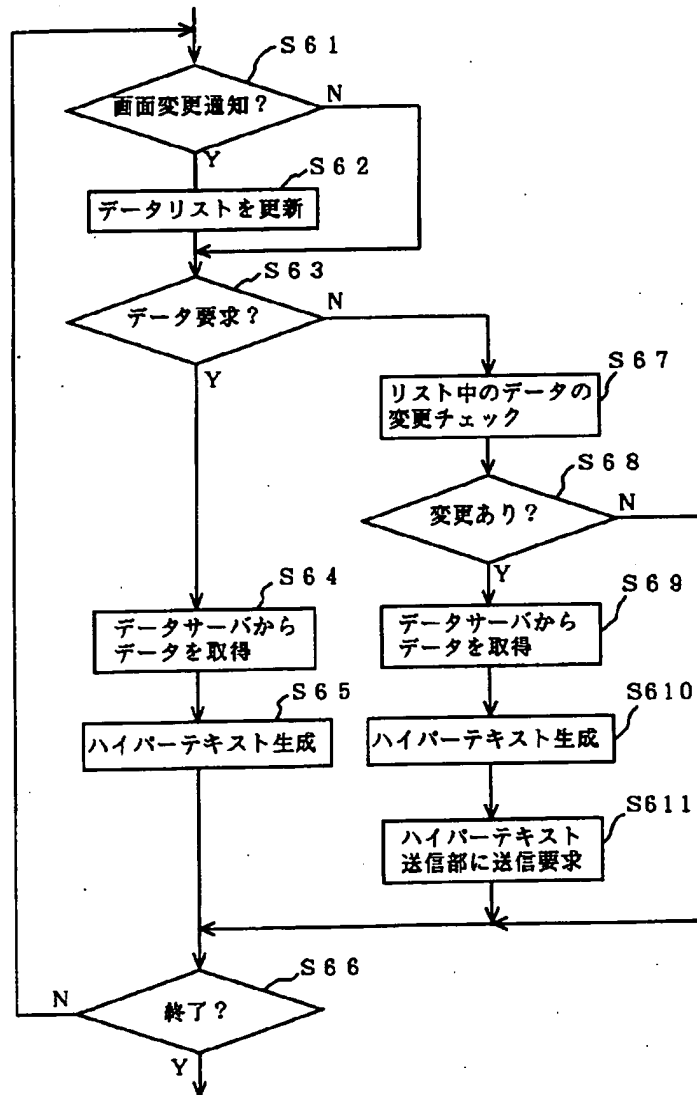 S61
画面変更通知？
N
Y
S62
データリストを更新
S63
データ要求？
N
Y
S67
リスト中のデータの
変更チェック
S68
変更あり？
N
Y
S64
データサーバから
データを取得
S69
データサーバから
データを取得
S65
ハイパーテキスト生成
S610
ハイパーテキスト生成
S611
ハイパーテキスト
送信部に送信要求
S66
終了？
N
Y